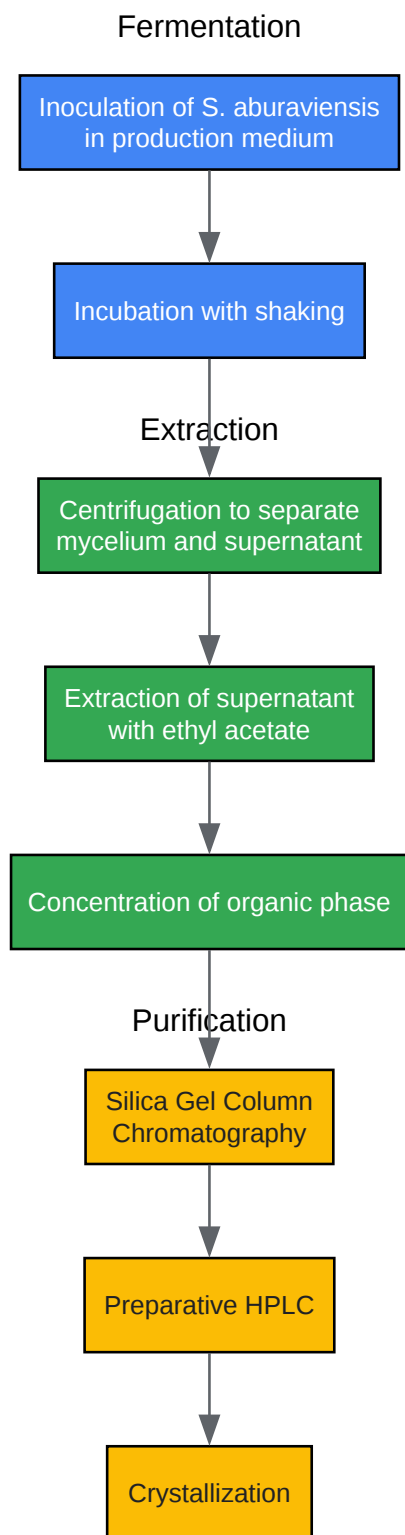 Fermentation
Inoculation of S. aburaviensis
in production medium
Incubation with shaking
Extraction
Centrifugation to separate
mycelium and supernatant
Extraction of supernatant
with ethyl acetate
Concentration of organic phase
Purification
Silica Gel Column
Chromatography
Preparative HPLC
Crystallization